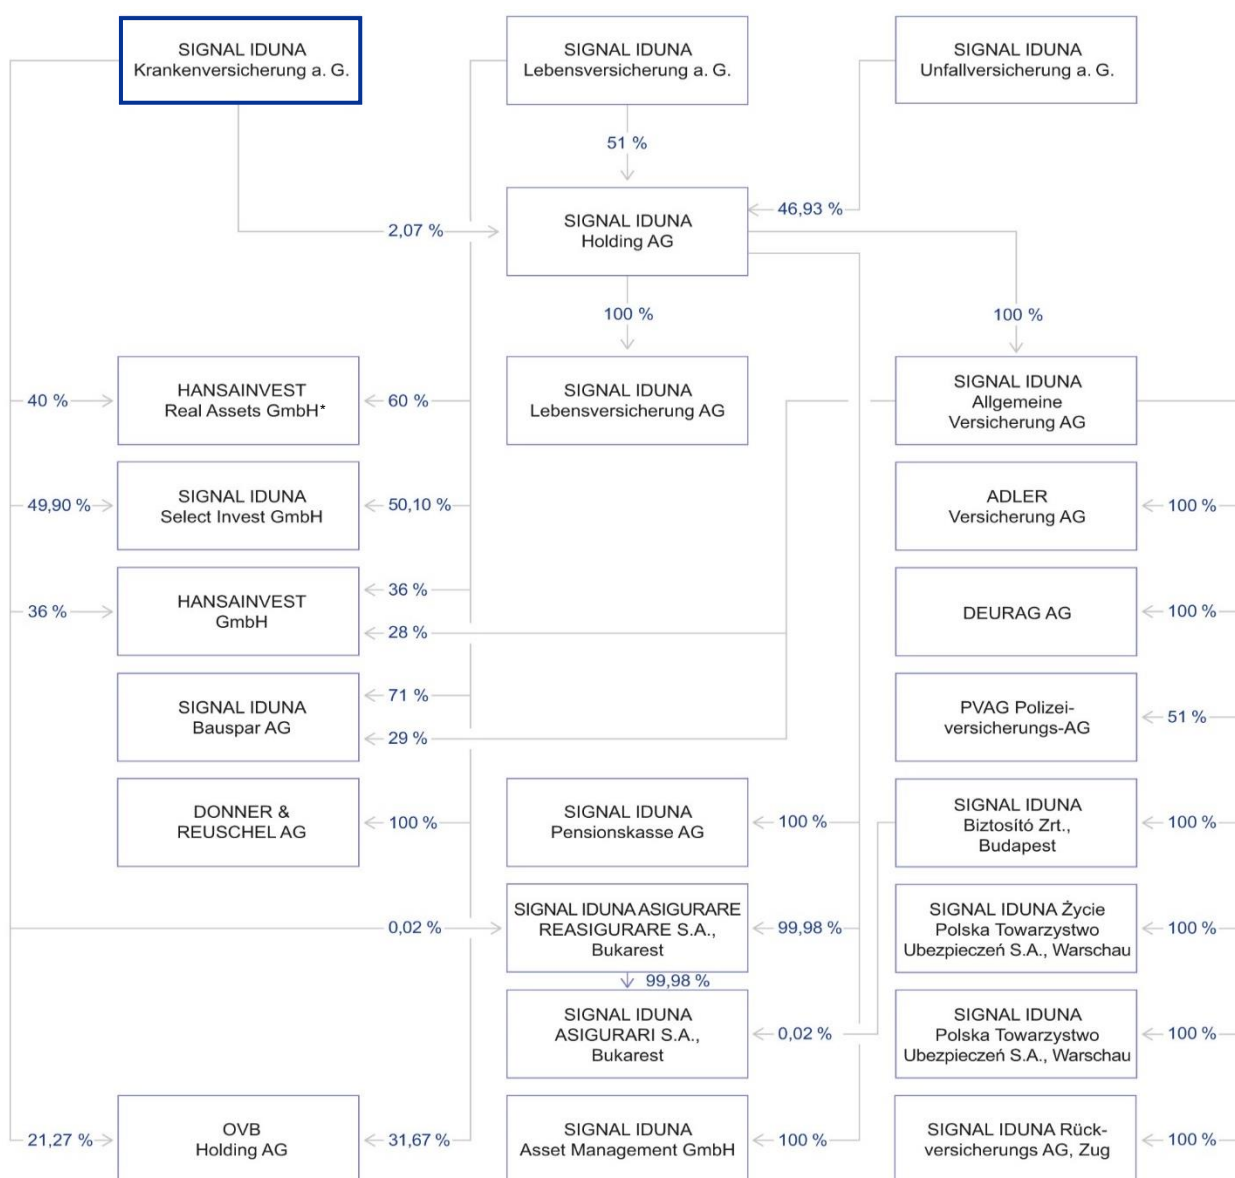 SIGNAL IDUNA
Krankenversicherung a. G.
SIGNAL IDUNA
Lebensversicherung a. G.
SIGNAL IDUNA
Unfallversicherung a. G.
51 %
46,93 %
2,07 %
SIGNAL IDUNA
Holding AG
100 %
100 %
40 %
HANSAINVEST
Real Assets GmbH*
60 %
SIGNAL IDUNA
Lebensversicherung AG
SIGNAL IDUNA
Allgemeine
Versicherung AG
49,90 %
SIGNAL IDUNA
Select Invest GmbH
50,10 %
ADLER
Versicherung AG
100 %
36 %
HANSAINVEST
GmbH
36 %
28 %
DEURAG AG
100 %
SIGNAL IDUNA
Bauspar AG
71 %
29 %
PVAG Polizei-
versicherungs-AG
51 %
DONNER &
REUSCHEL AG
100 %
SIGNAL IDUNA
Pensionskasse AG
100 %
SIGNAL IDUNA
Biztosító Zrt.,
Budapest
100 %
0,02 %
SIGNAL IDUNA ASIGURARE
REASIGURARE S.A.,
Bukarest
99,98 %
SIGNAL IDUNA Życie
Polska Towarzystwo
Ubezpieczeń S.A., Warschau
100 %
99,98 %
SIGNAL IDUNA
ASIGURARI S.A.,
Bukarest
0,02 %
SIGNAL IDUNA
Polska Towarzystwo
Ubezpieczeń S.A., Warschau
100 %
21,27 %
OVB
Holding AG
31,67 %
SIGNAL IDUNA
Asset Management GmbH
100 %
SIGNAL IDUNA Rück-
versicherungs AG, Zug
100 %